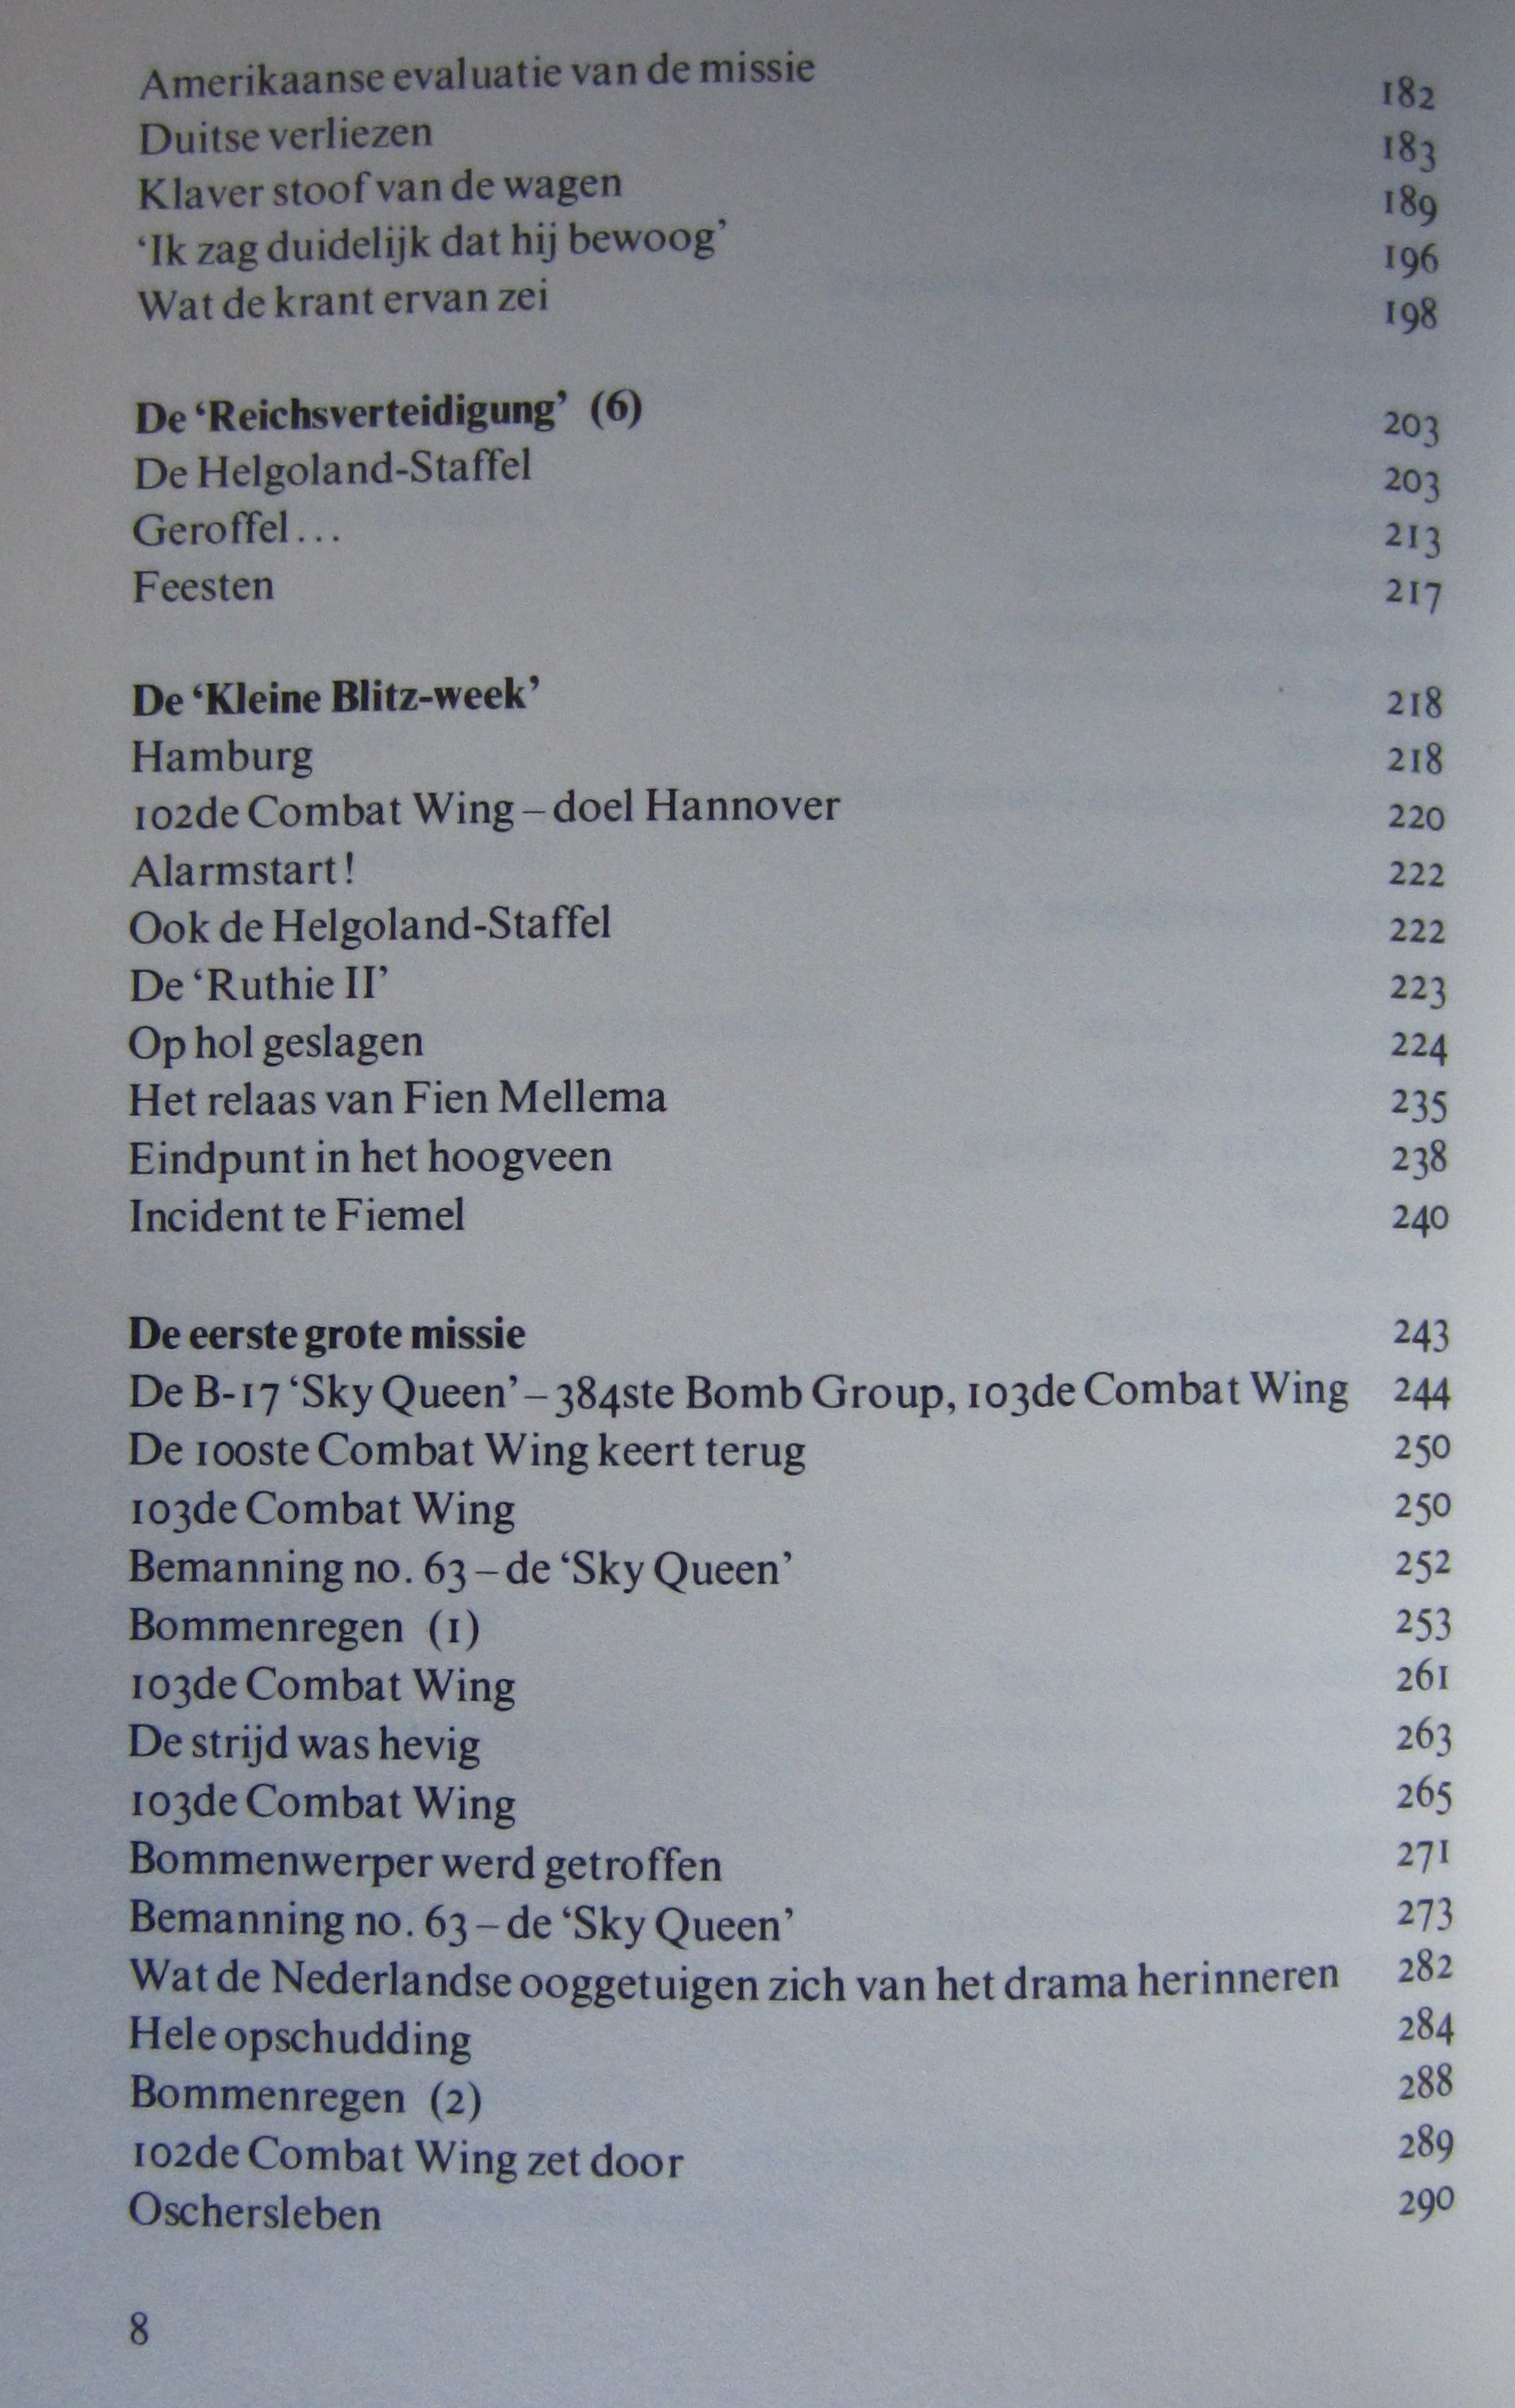 Amerikaanse evaluatie van de missie 182
Duitse verliezen 183
Klaver stoof van de wagen 189
‘Ik zag duidelijk dat hij bewoog’ 196
Wat de krant ervan zei 198
De ‘Reichsverteidigung’ (6) 203
De Helgoland-Staffel 203
Geroffel... 213
Feesten 217
De ‘Kleine Blitz-week’ 218
Hamburg 218
102de Combat Wing – doel Hannover 220
Alarmstart! 222
Ook de Helgoland-Staffel 222
De ‘Ruthie II’ 223
Op hol geslagen 224
Het relaas van Fien Mellema 235
Eindpunt in het hoogveen 238
Incident te Fiemel 240
De eerste grote missie 243
De B-17 ‘Sky Queen’ – 384ste Bomb Group, 103de Combat Wing 244
De 100ste Combat Wing keert terug 250
103de Combat Wing 250
Bemanning no. 63 – de ‘Sky Queen’ 252
Bommenregen (1) 253
103de Combat Wing 261
De strijd was hevig 263
103de Combat Wing 265
Bommenwerper werd getroffen 271
Bemanning no. 63 – de ‘Sky Queen’ 273
Wat de Nederlandse ooggetuigen zich van het drama herinneren 282
Hele opschudding 284
Bommenregen (2) 288
102de Combat Wing zet door 289
Oschersleben 290
8